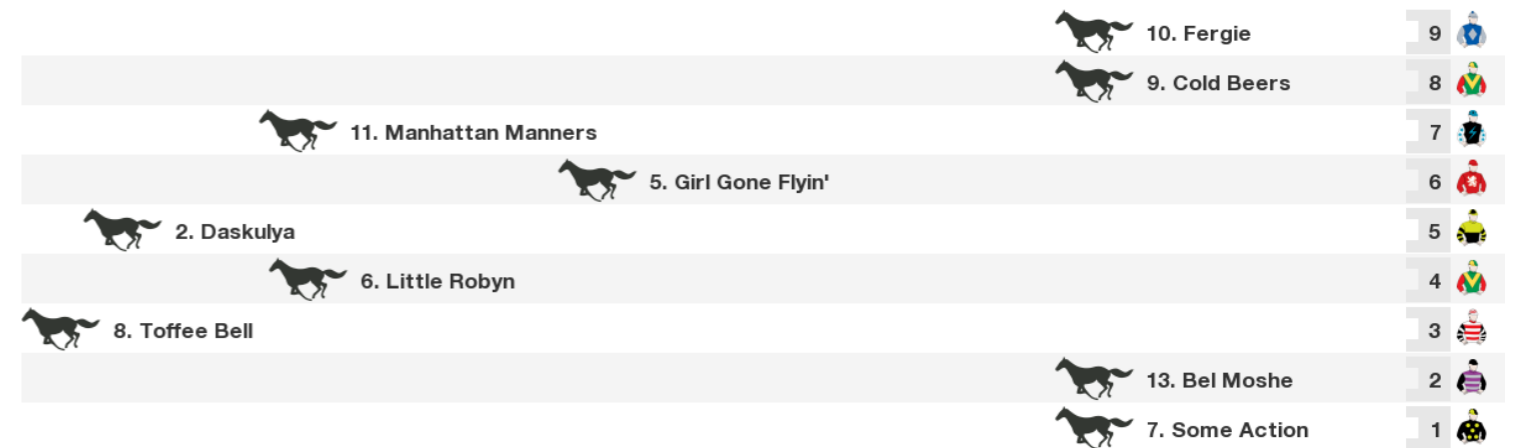 10. Fergie 9
9. Cold Beers 8
11. Manhattan Manners 7
5. Girl Gone Flyin' 6
2. Daskulya 5
6. Little Robyn 4
8. Toffee Bell 3
13. Bel Moshe 2
7. Some Action 1